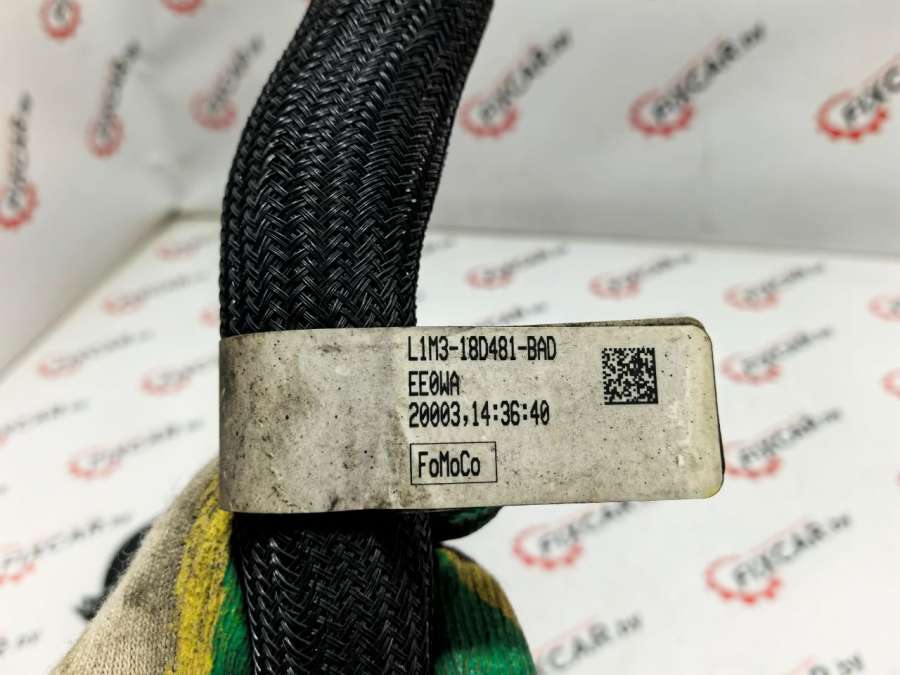 L1M3-18D481-BAD
EE0WA
20003,14:36:40
FoMoCo